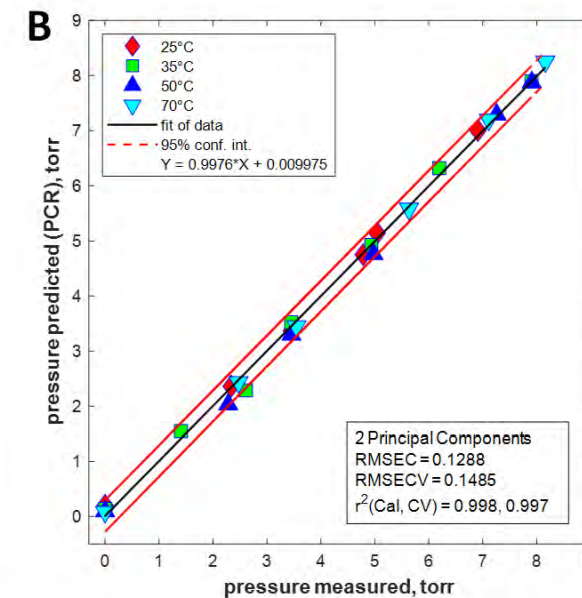 B
25°C
35°C
50°C
70°C
fit of data
95% conf. int.
Y = 0.9976*X + 0.009975
9
8
7
6
5
4
3
2
1
0
pressure predicted (PCR), torr
2 Principal Components
RMSEC = 0.1288
RMSECV = 0.1485
r²(Cal, CV) = 0.998, 0.997
0 1 2 3 4 5 6 7 8
pressure measured, torr